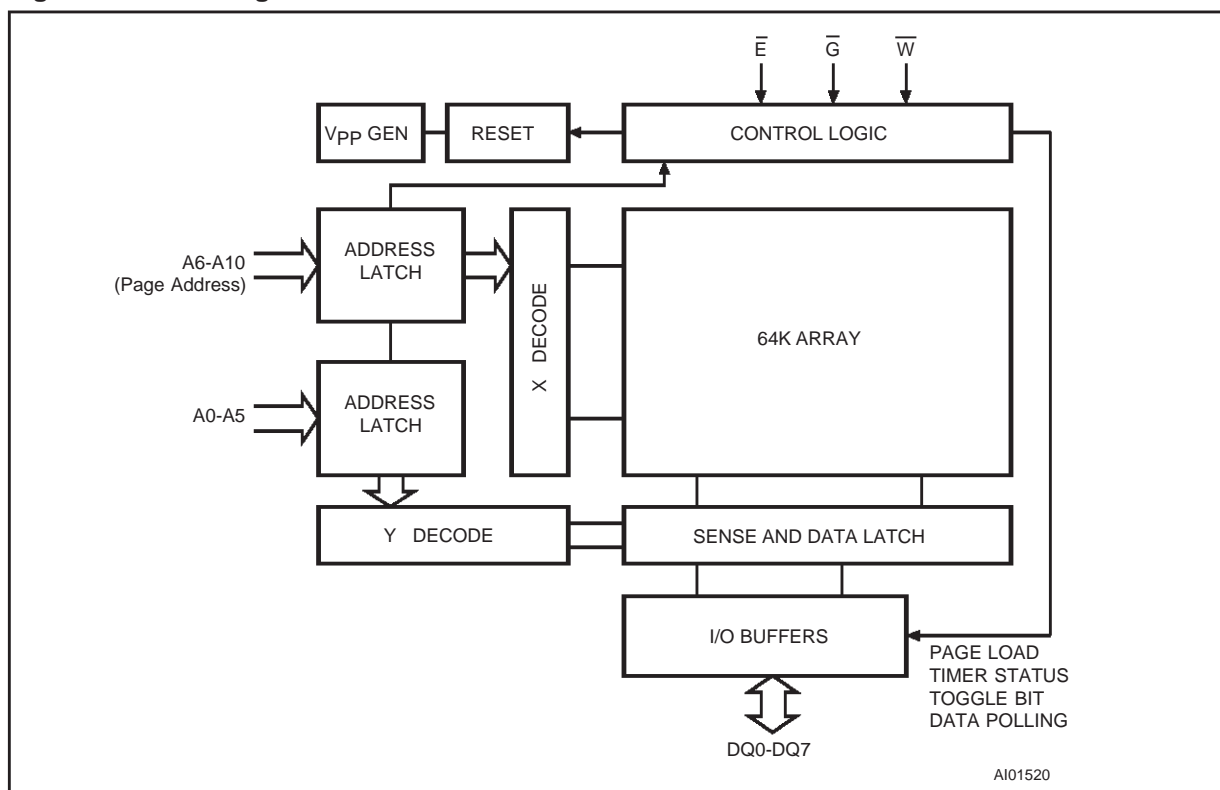 E̅ G̅ W̅
VPP GEN
RESET
CONTROL LOGIC
A6-A10
(Page Address)
ADDRESS
LATCH
X DECODE
64K ARRAY
A0-A5
ADDRESS
LATCH
Y DECODE
SENSE AND DATA LATCH
I/O BUFFERS
PAGE LOAD
TIMER STATUS
TOGGLE BIT
DATA POLLING
DQ0-DQ7
AI01520